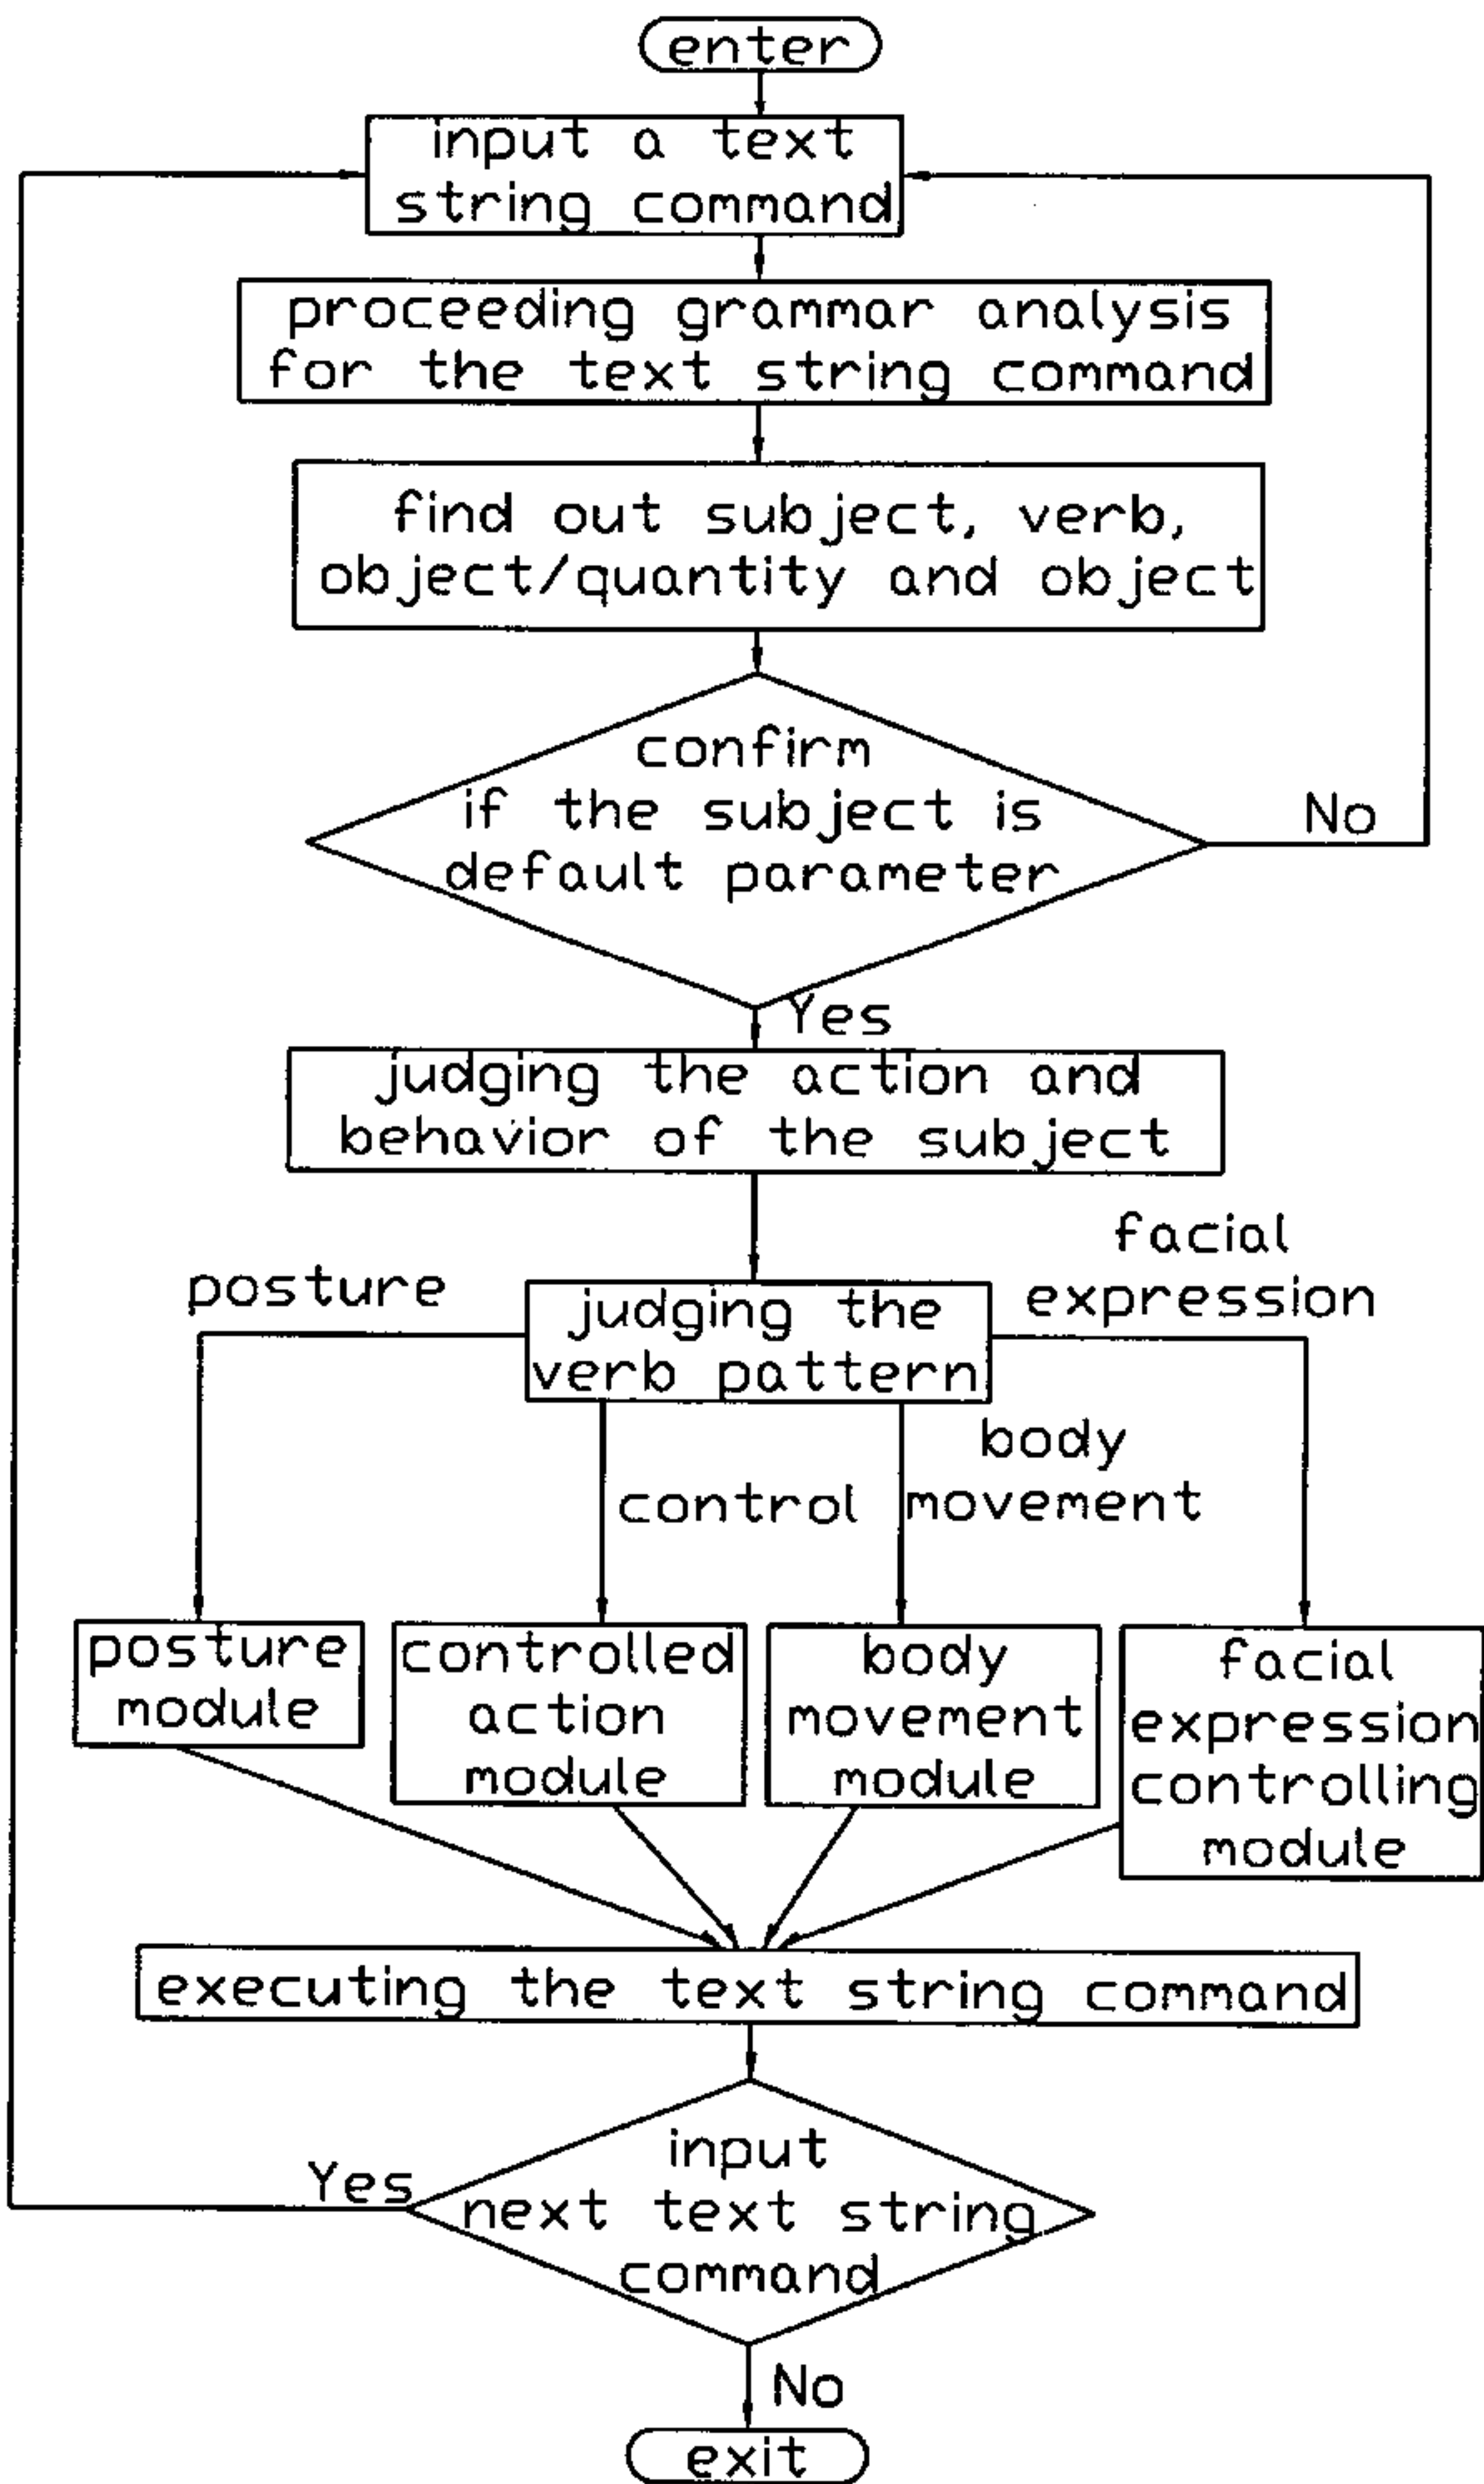 enter
input a text
string command
proceeding grammar analysis
for the text string command
find out subject, verb,
object/quantity and object
confirm
if the subject is
default parameter
No
Yes
judging the action and
behavior of the subject
facial
expression
posture
judging the
verb pattern
body
movement
control
posture
module
controlled
action
module
body
movement
module
facial
expression
controlling
module
executing the text string command
input
next text string
command
Yes
No
exit